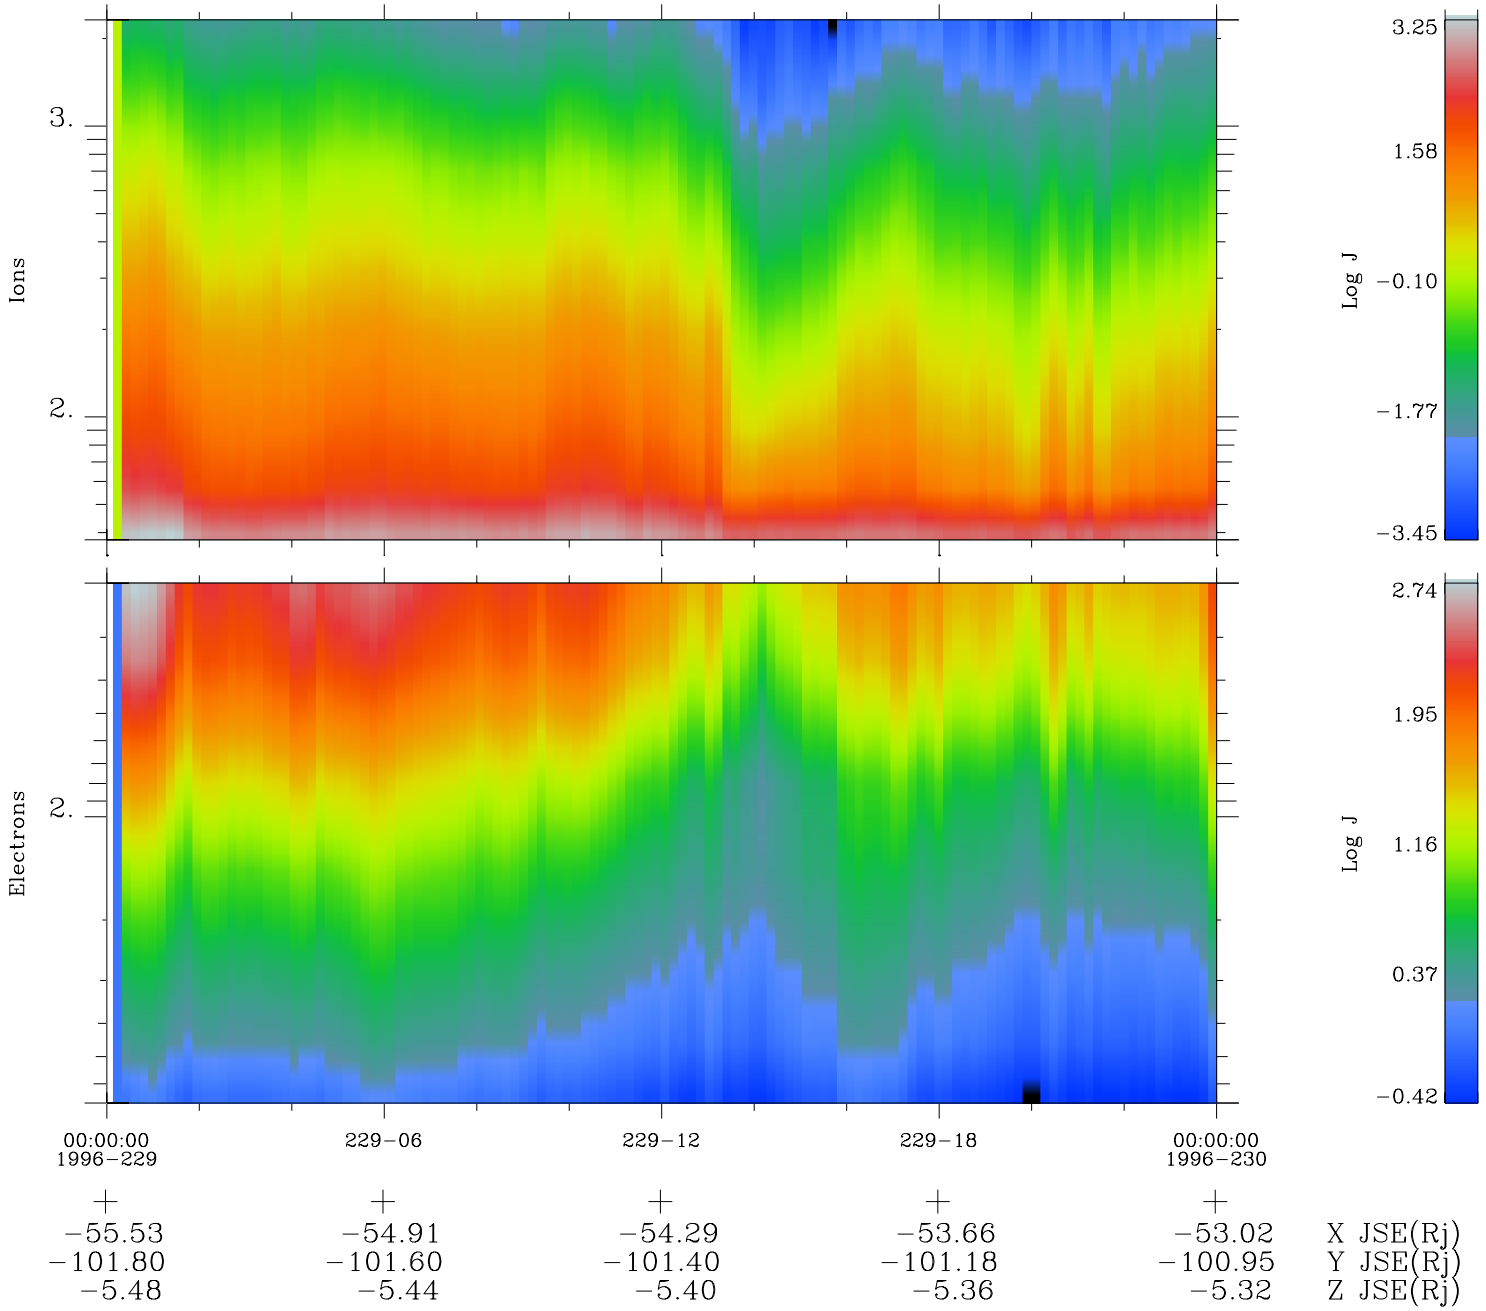 3.
2.
Ions
3.25
1.58
-0.10
-1.77
-3.45
Log J
2.
Electrons
2.74
1.95
1.16
0.37
-0.42
Log J
00:00:00 229-06 229-12 229-18 00:00:00
1996-229 1996-230
-55.53 -54.91 -54.29 -53.66 -53.02 X JSE(Rj)
-101.80 -101.60 -101.40 -101.18 -100.95 Y JSE(Rj)
-5.48 -5.44 -5.40 -5.36 -5.32 Z JSE(Rj)